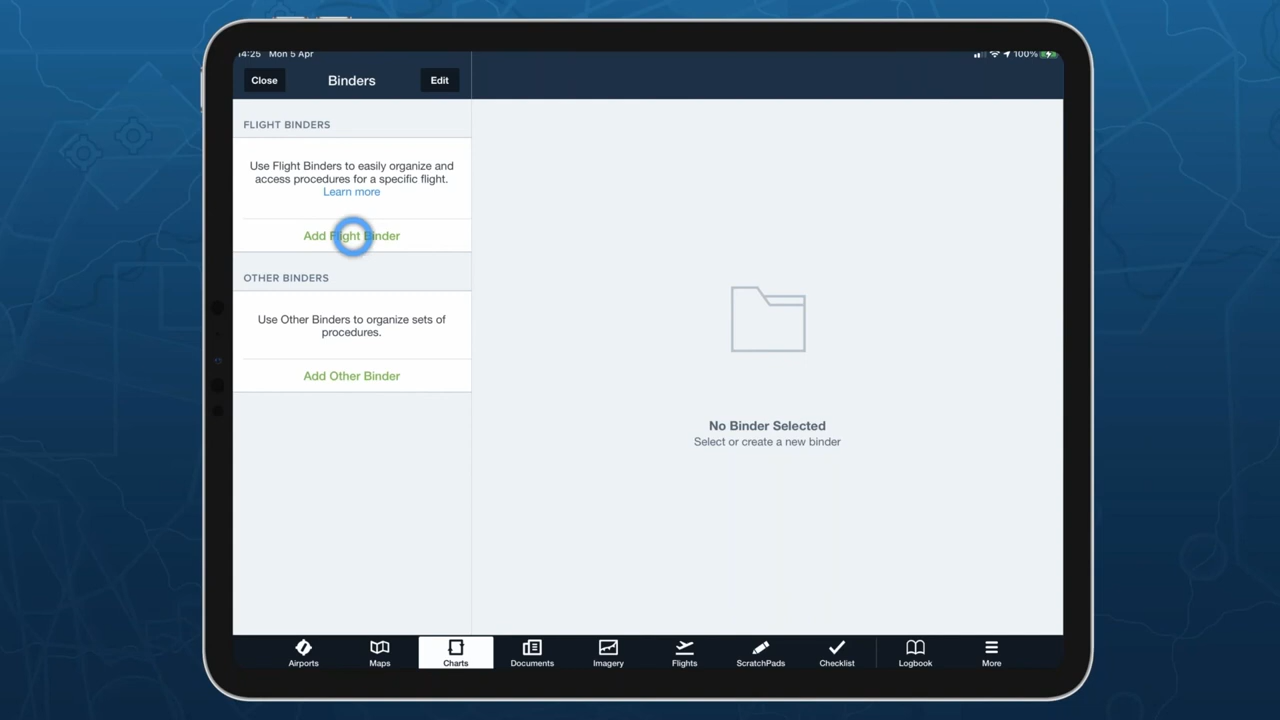 14:25 Mon 5 Apr
100%
Close
Binders
Edit
FLIGHT BINDERS
Use Flight Binders to easily organize and
access procedures for a specific flight.
Learn more
Add Flight Binder
OTHER BINDERS
Use Other Binders to organize sets of
procedures.
Add Other Binder
No Binder Selected
Select or create a new binder
Airports
Maps
Charts
Documents
Imagery
Flights
ScratchPads
Checklist
Logbook
More